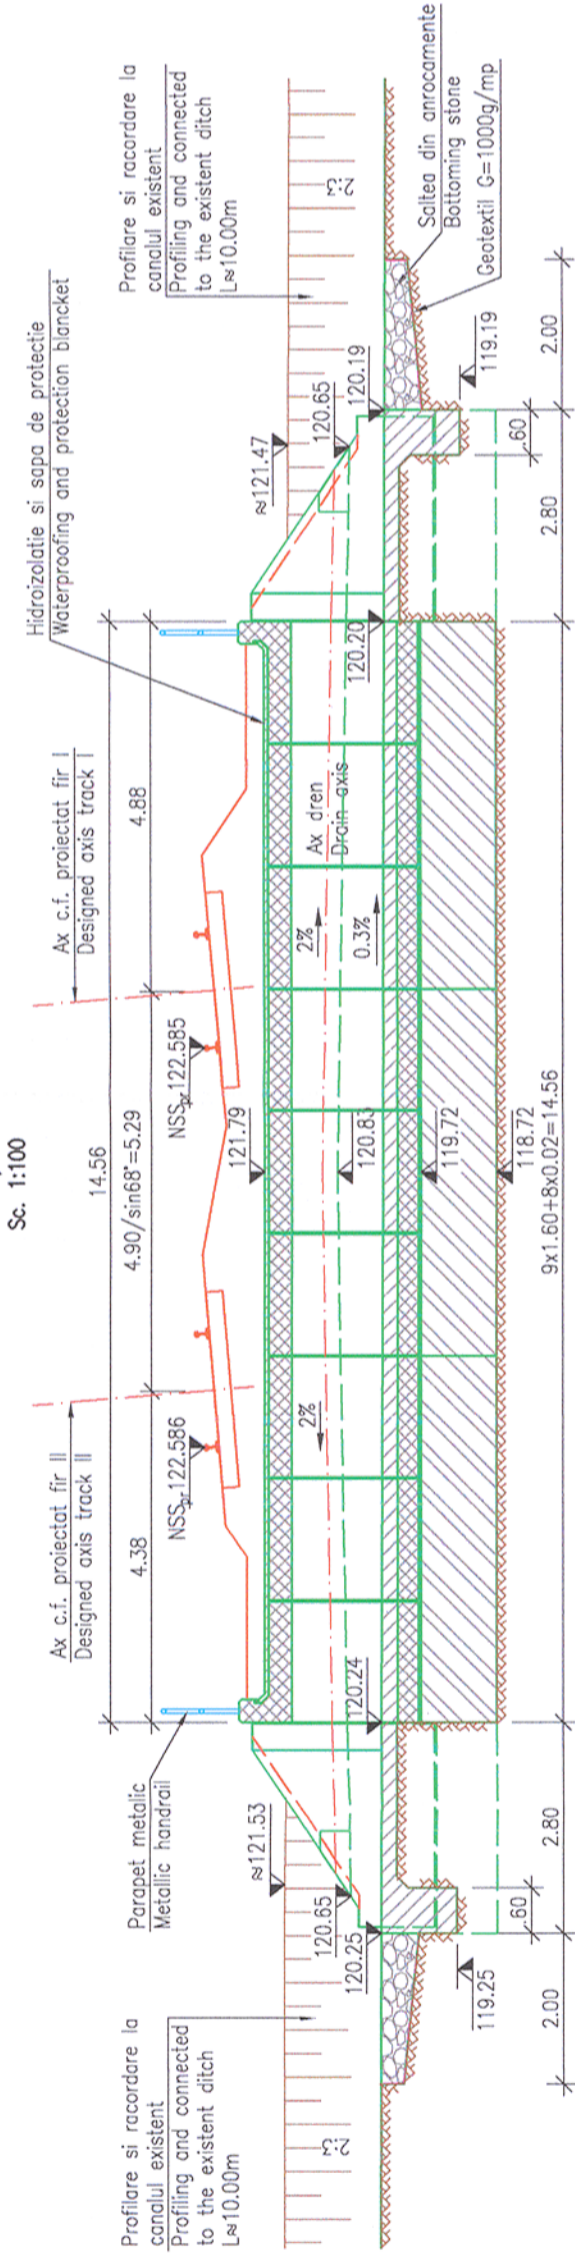 Sc. 1:100
Hidroizolatie si sapa de protectie
Waterproofing and protection blancket
14.56
Ax c.f. proiectat fir II
Designed axis track II
Ax c.f. proiectat fir I
Designed axis track I
4.38
4.90/sin68°=5.29
4.88
Parapet metalic
Metallic handrail
NSSpr122.586
NSSpr122.585
Profilare si racordare la
canalul existent
Profiling and connected
to the existent ditch
L≈10.00m
Profilare si racordare la
canalul existent
Profiling and connected
to the existent ditch
L≈10.00m
≈121.53
121.79
≈121.47
2:3
2%
2%
Ax dren
Drain axis
2:3
120.65
120.83
120.65
120.25
120.24
0.3%
120.20
120.19
119.72
Saltea din anrocamente
Bottoming stone
Geotextil G=1000g/mp
119.25
118.72
119.19
.60
.60
2.00
2.80
9x1.60+8x0.02=14.56
2.80
2.00